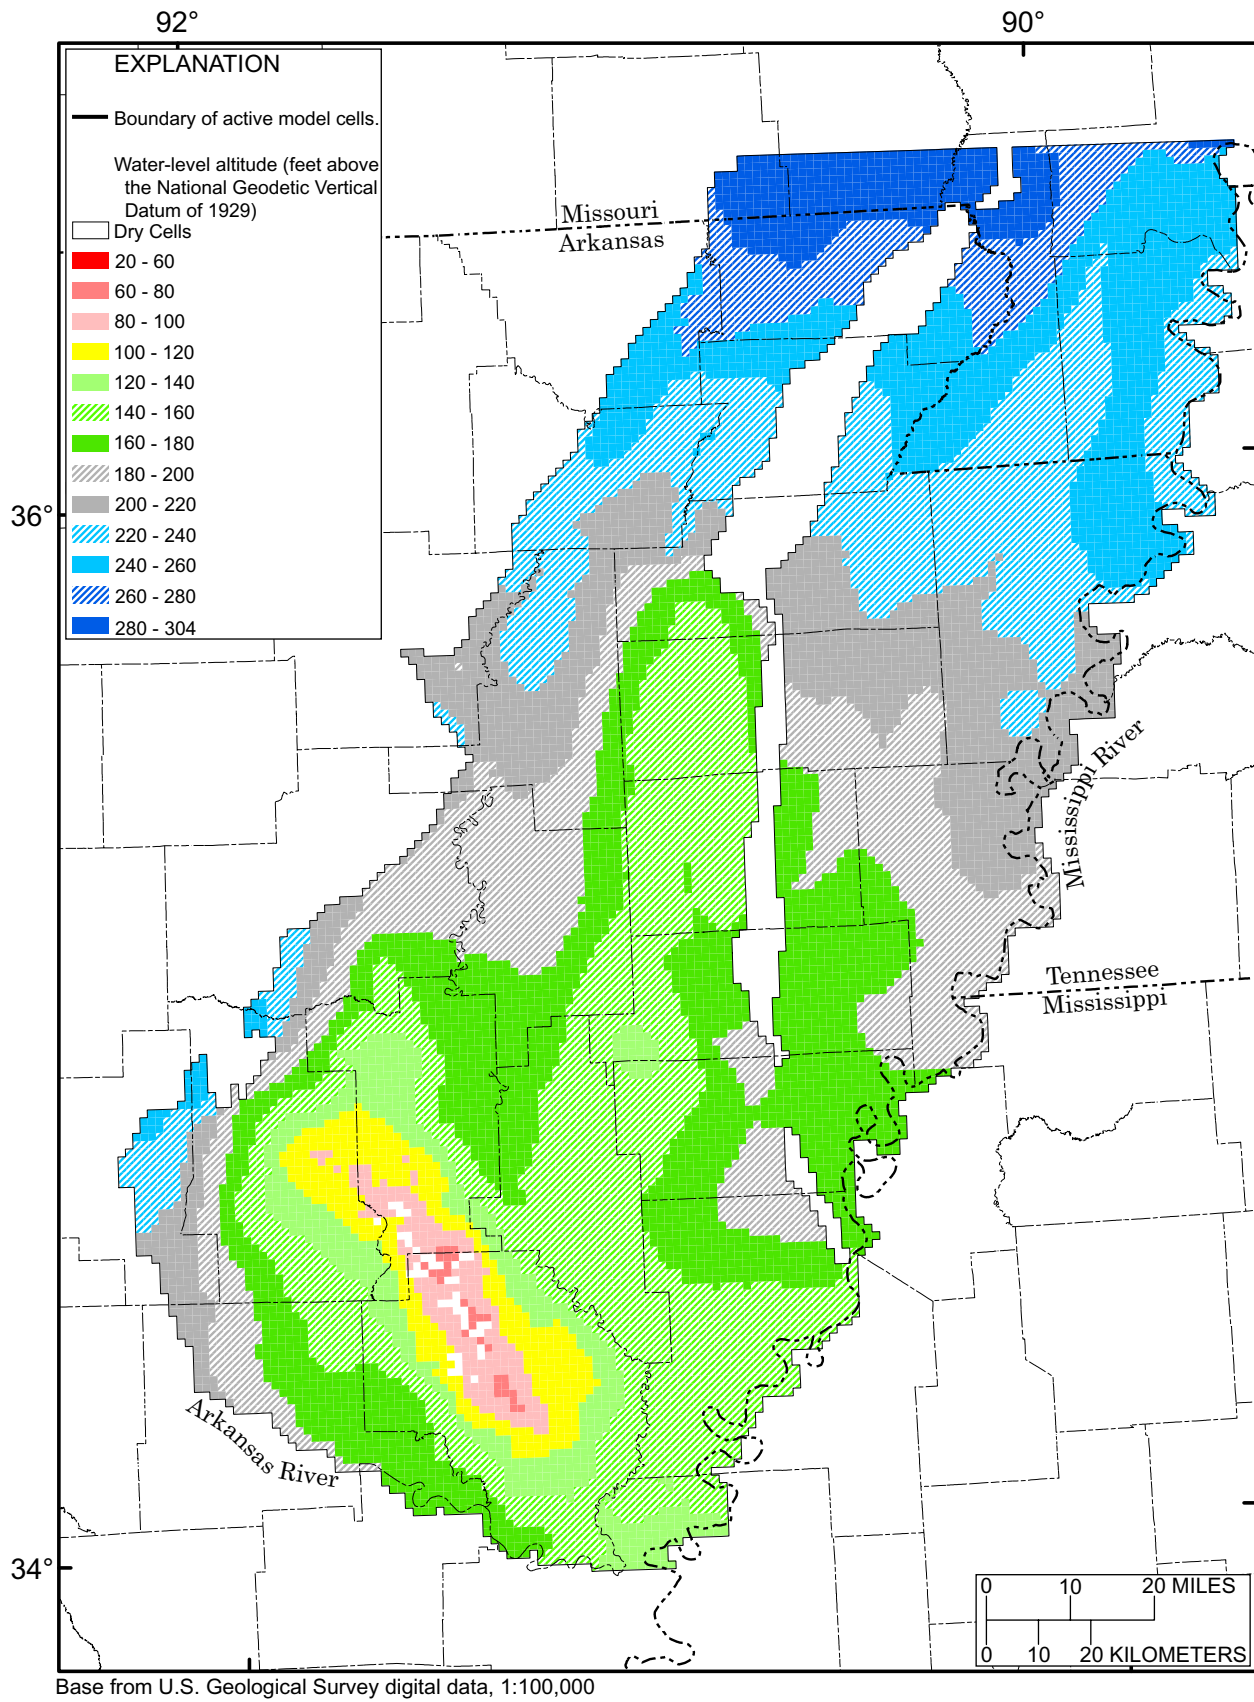 92°
90°
EXPLANATION
Boundary of active model cells.
Water-level altitude (feet above
the National Geodetic Vertical
Datum of 1929)
Dry Cells
20 - 60
60 - 80
80 - 100
100 - 120
120 - 140
140 - 160
160 - 180
180 - 200
200 - 220
220 - 240
240 - 260
260 - 280
280 - 304
Missouri
Arkansas
36°
Mississippi River
Tennessee
Mississippi
Arkansas River
34°
0 10 20 MILES
0 10 20 KILOMETERS
Base from U.S. Geological Survey digital data, 1:100,000